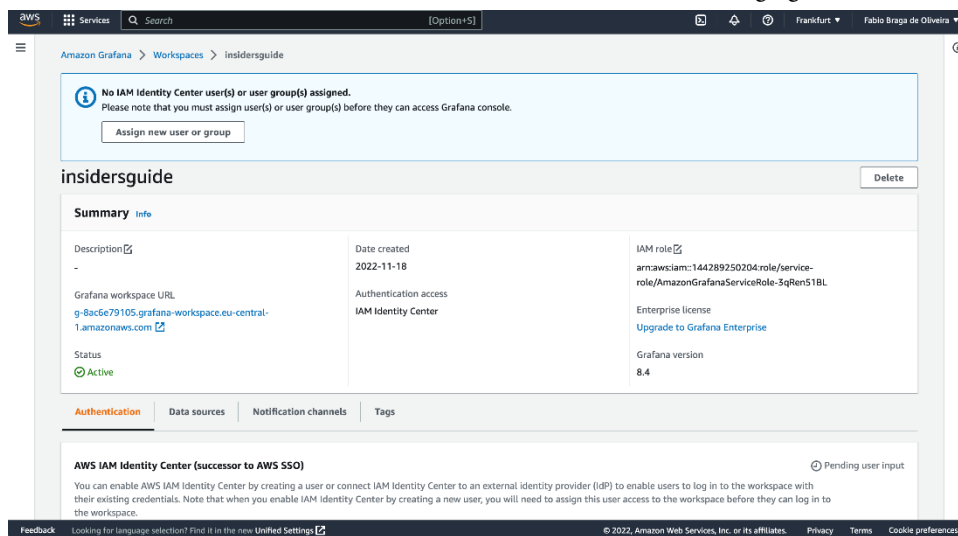 aws
Services
Search
[Option+S]
Frankfurt
Fabio Braga de Oliveira
Amazon Grafana > Workspaces > insidersguide
No IAM Identity Center user(s) or user group(s) assigned.
Please note that you must assign user(s) or user group(s) before they can access Grafana console.
Assign new user or group
insidersguide
Delete
Summary Info
Description
-
Grafana workspace URL
g-8ac6e79105.grafana-workspace.eu-central-
1.amazonaws.com
Status
Active
Date created
2022-11-18
Authentication access
IAM Identity Center
IAM role
arn:aws:iam::144289250204:role/service-
role/AmazonGrafanaServiceRole-3qRen51BL
Enterprise license
Upgrade to Grafana Enterprise
Grafana version
8.4
Authentication
Data sources
Notification channels
Tags
AWS IAM Identity Center (successor to AWS SSO)
Pending user input
You can enable AWS IAM Identity Center by creating a user or connect IAM Identity Center to an external identity provider (IdP) to enable users to log in to the workspace with
their existing credentials. Note that when you enable IAM Identity Center by creating a new user, you will need to assign this user access to the workspace before they can log in to
the workspace.
Feedback
Looking for language selection? Find it in the new Unified Settings
© 2022, Amazon Web Services, Inc. or its affiliates.
Privacy
Terms
Cookie preferences